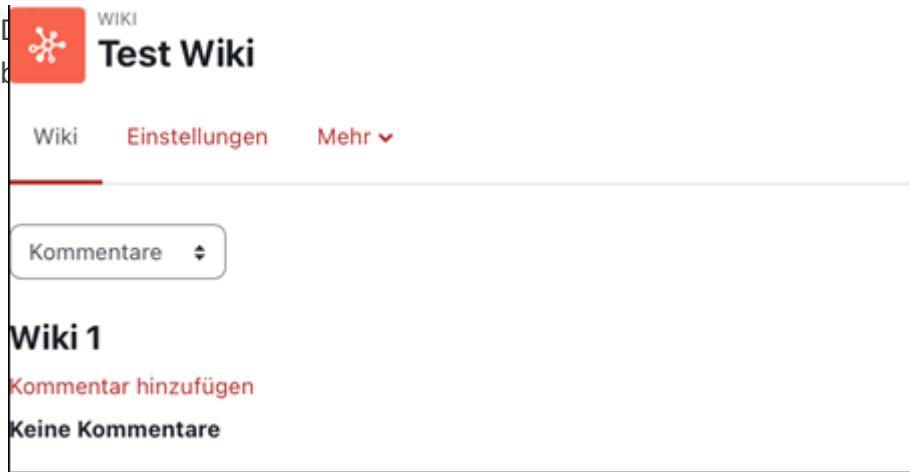 WIKI
Test Wiki
Wiki Einstellungen Mehr
Kommentare
Wiki 1
Kommentar hinzufügen
Keine Kommentare